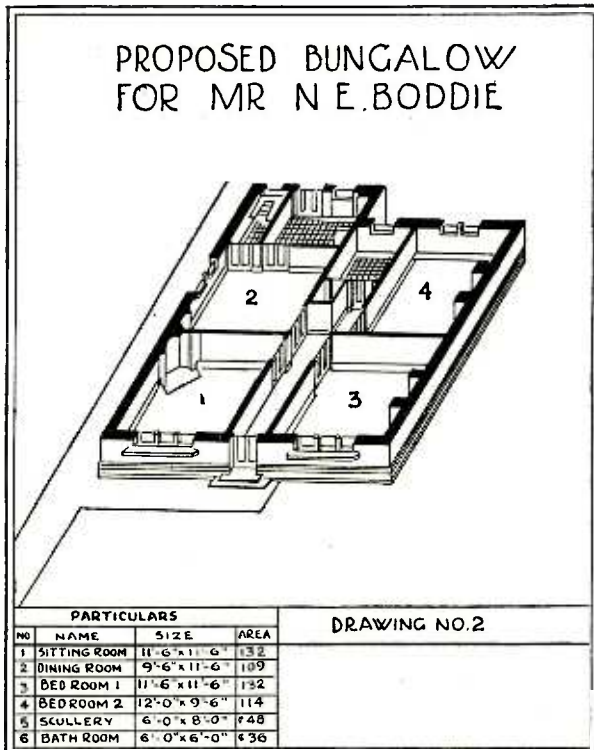 PROPOSED BUNGALOW
FOR MR N E. BODDIE
2
4
1
3
PARTICULARS
NO NAME SIZE AREA
1 SITTING ROOM 11'-6"x11'-6" 132
2 DINING ROOM 9'-6"x11'-6" 109
3 BED ROOM 1 11'-6"x11'-6" 132
4 BEDROOM 2 12'-0"x9'-6" 114
5 SCULLERY 6'-0"x8'-0" 48
6 BATH ROOM 6'-0"x6'-0" 36
DRAWING NO.2